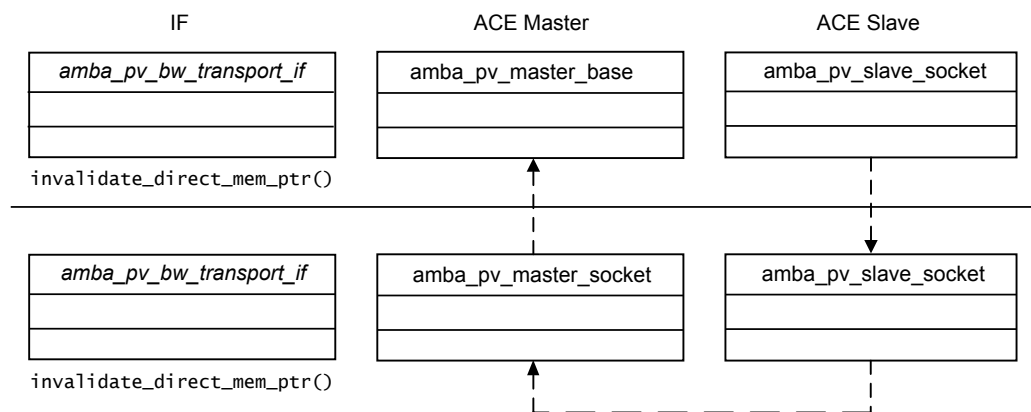 IF ACE Master ACE Slave
amba_pv_bw_transport_if amba_pv_master_base amba_pv_slave_socket
invalidate_direct_mem_ptr()
amba_pv_bw_transport_if amba_pv_master_socket amba_pv_slave_socket
invalidate_direct_mem_ptr()